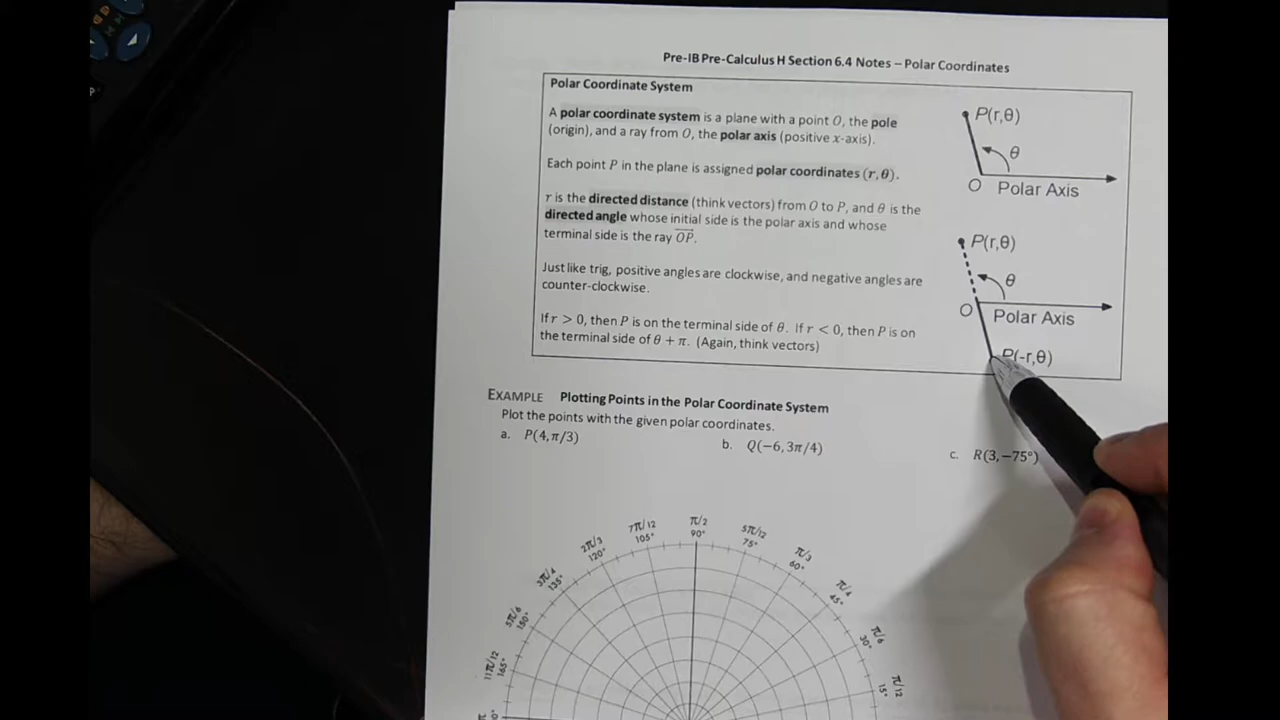 Pre-IB Pre-Calculus H Section 6.4 Notes – Polar Coordinates
Polar Coordinate System
A polar coordinate system is a plane with a point O, the pole
(origin), and a ray from O, the polar axis (positive x-axis).
Each point P in the plane is assigned polar coordinates (r, θ).
r is the directed distance (think vectors) from O to P, and θ is the
directed angle whose initial side is the polar axis and whose
terminal side is the ray OP.
Just like trig, positive angles are clockwise, and negative angles are
counter-clockwise.
If r > 0, then P is on the terminal side of θ. If r < 0, then P is on
the terminal side of θ + π. (Again, think vectors)
P(r,θ)
θ
O Polar Axis
P(r,θ)
θ
O Polar Axis
P(-r,θ)
EXAMPLE Plotting Points in the Polar Coordinate System
Plot the points with the given polar coordinates.
a. P(4, π/3)
b. Q(−6, 3π/4)
c. R(3, −75°)
π/2
90°
7π/12
105°
5π/12
75°
2π/3
120°
π/3
60°
3π/4
135°
π/4
45°
5π/6
150°
π/6
30°
11π/12
165°
π/12
15°
π
P